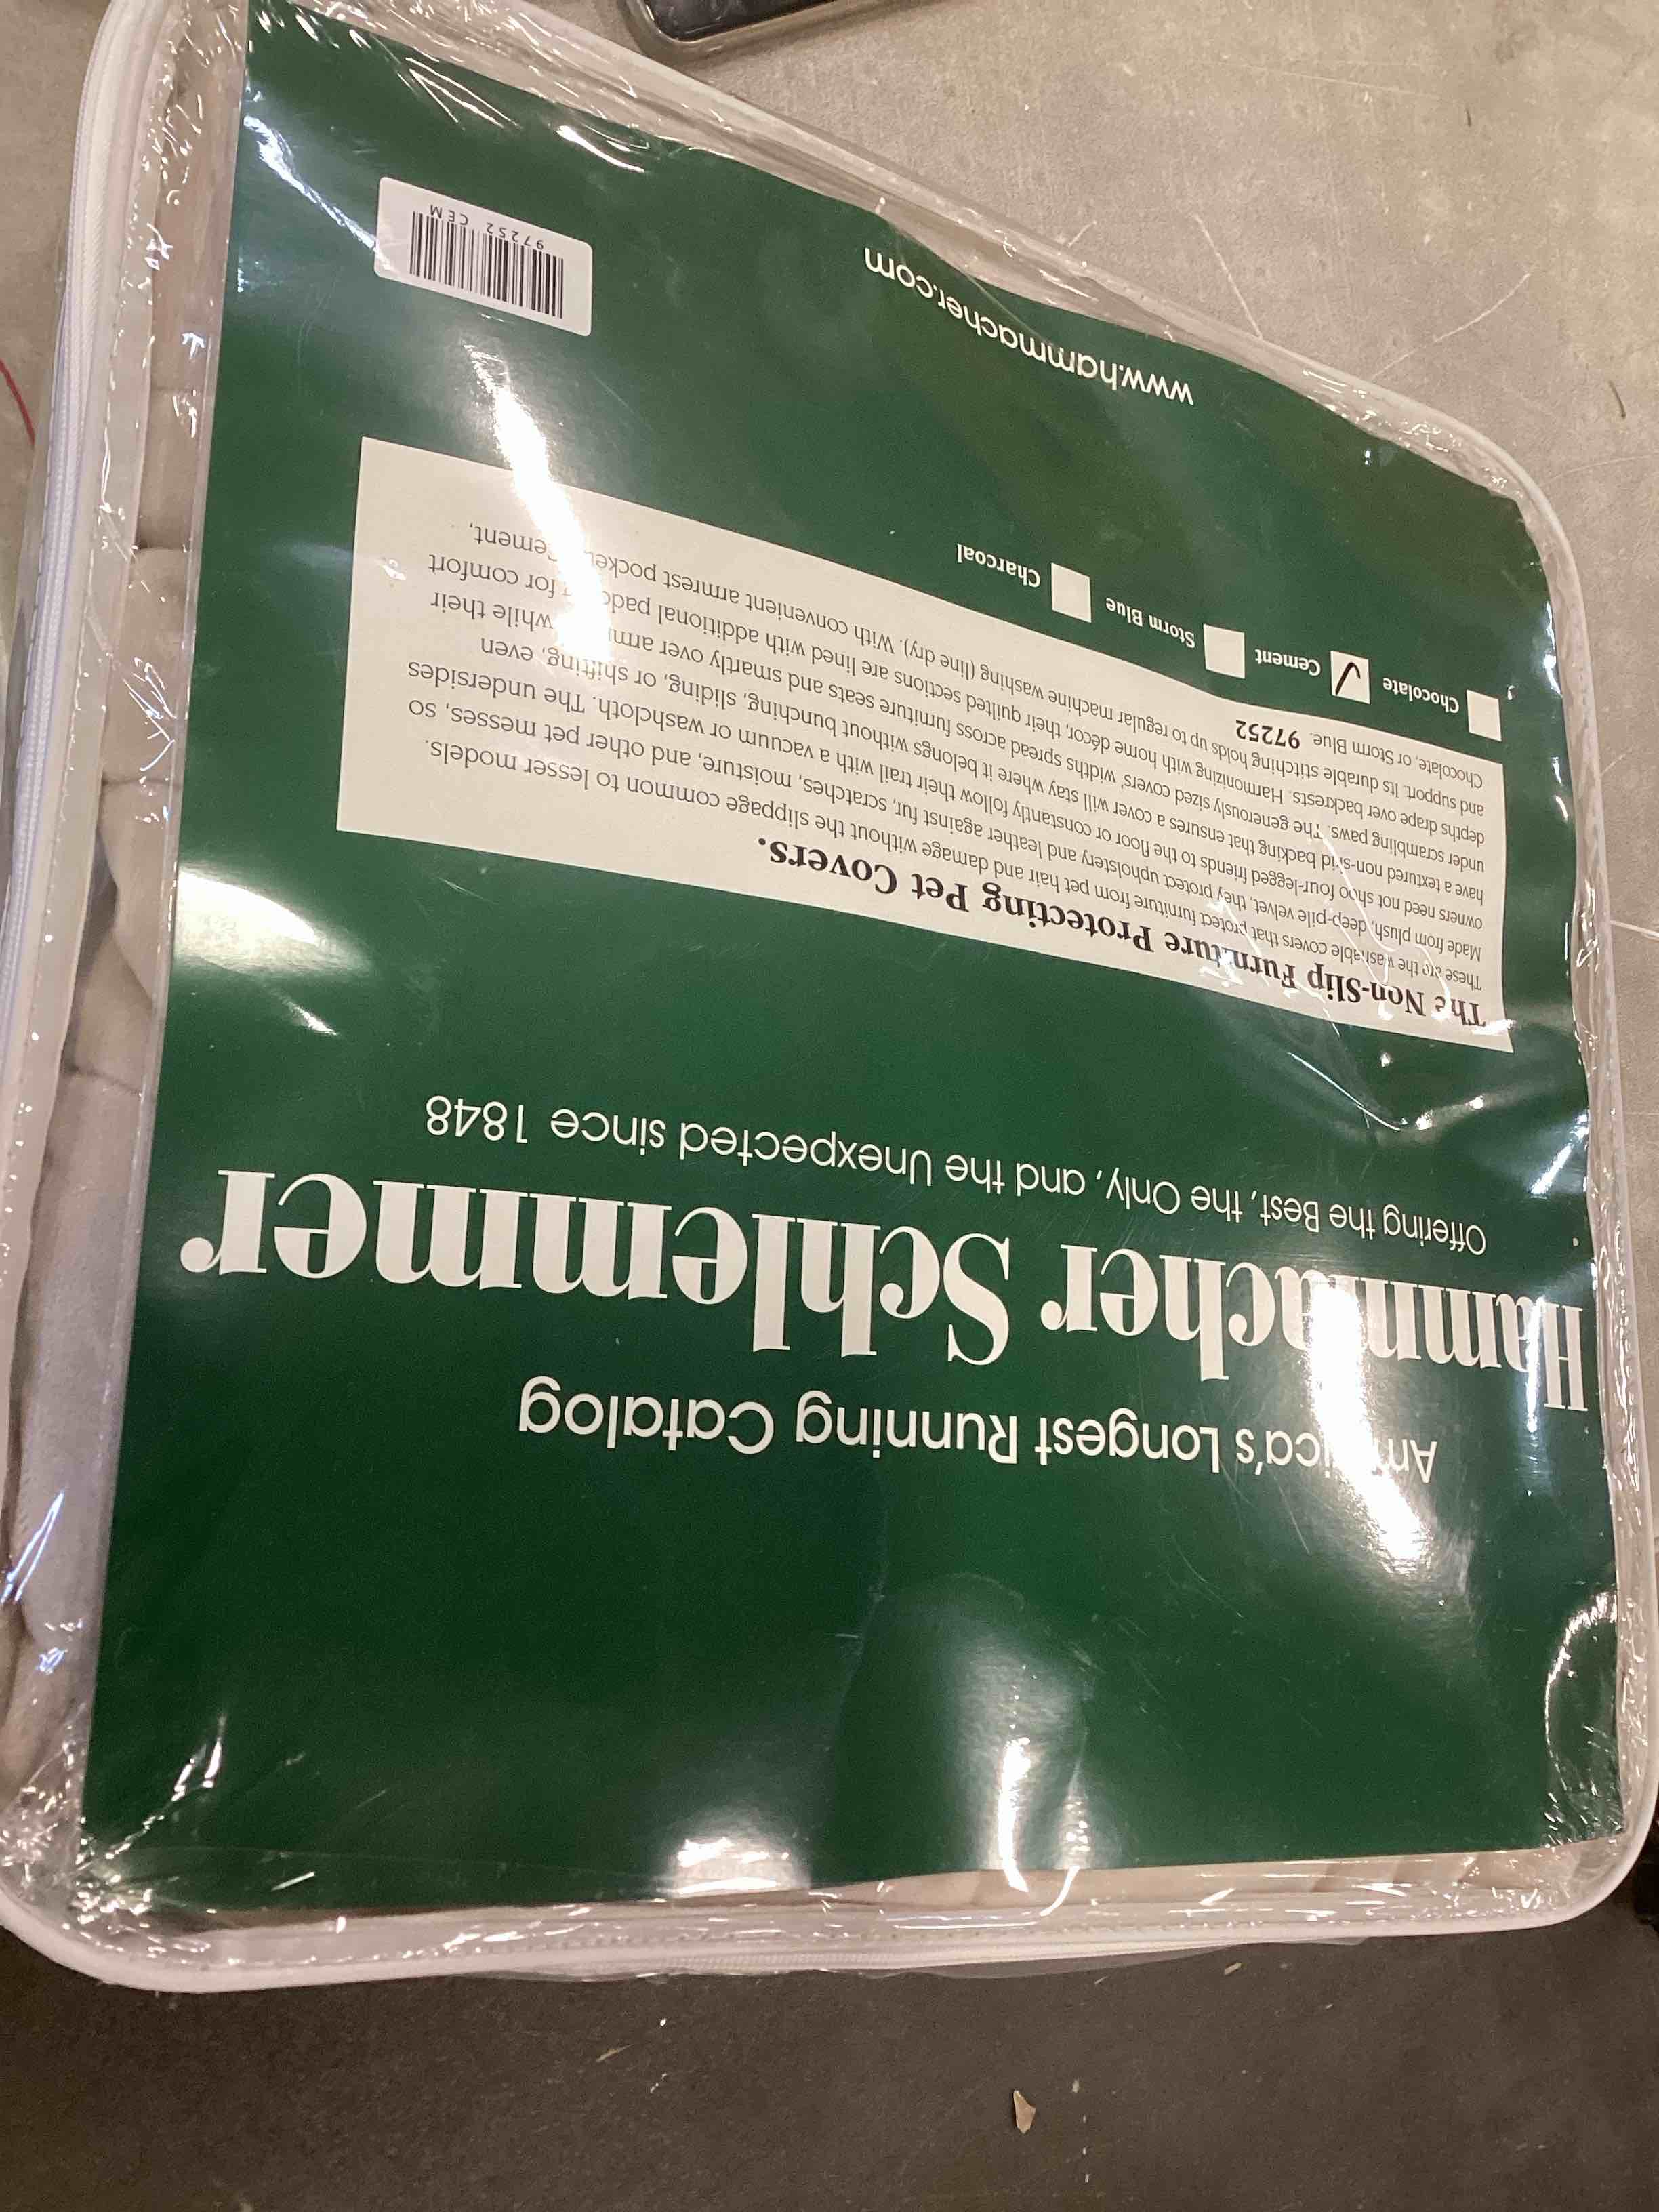 America's Longest Running Catalog
Hammacher Schlemmer
Offering the Best, the Only, and the Unexpected since 1848
The Non-Slip Furniture Protecting Pet Covers.
These are the washable covers that protect furniture from pet hair and damage without the slippage common to lesser models.
Made from plush, deep-pile velvet, they protect upholstery and leather against fur, scratches, moisture, and other pet messes, so
owners need not shoo four-legged friends to the floor or constantly follow their trail with a vacuum or washcloth. The undersides
have a textured non-skid backing that ensures a cover will stay where it belongs without bunching, sliding, or shifting, even
under scrambling paws. The generously sized covers' widths spread across furniture seats and smartly over while their
depths drape over backrests. Harmonizing with home décor, their quilted sections are lined with additional padding for comfort
and support. Its durable stitching holds up to regular machine washing (line dry). With convenient armrest Cement,
Chocolate, or Storm Blue. 97252
Chocolate Cement Storm Blue Charcoal
www.hammacher.com
97252 CEM